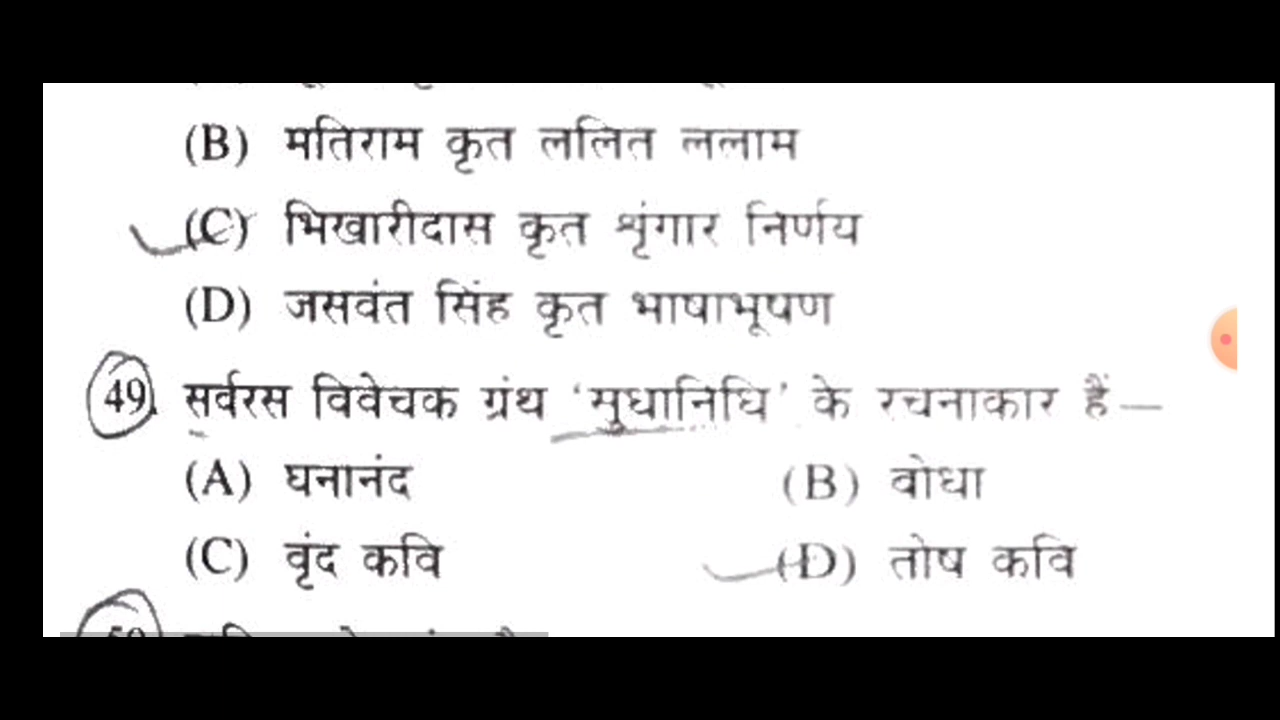 (B) मतिराम कृत ललित ललाम
(C) भिखारीदास कृत शृंगार निर्णय
(D) जसवंत सिंह कृत भाषाभूषण
49. सर्वरस विवेचक ग्रंथ ‘सुधानिधि’ के रचनाकार हैं—
(A) घनानंद (B) वोधा
(C) वृंद कवि (D) तोष कवि